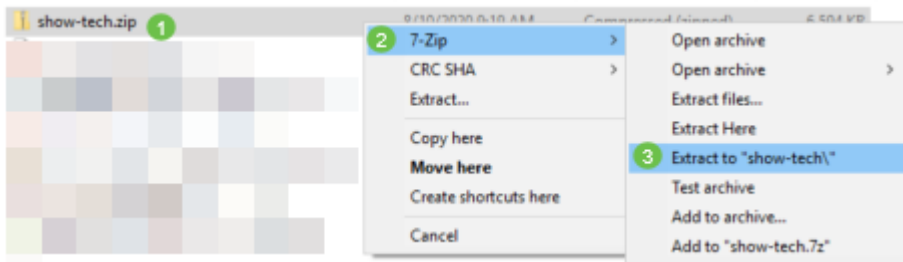 show-tech.zip 1 8/10/2020 9:19 AM Compressed (zipped) 6,594 KB
2 7-Zip >
CRC SHA >
Extract...
Copy here
Move here
Create shortcuts here
Cancel
Open archive
Open archive >
Extract files...
Extract Here
3 Extract to "show-tech\"
Test archive
Add to archive...
Add to "show-tech.7z"